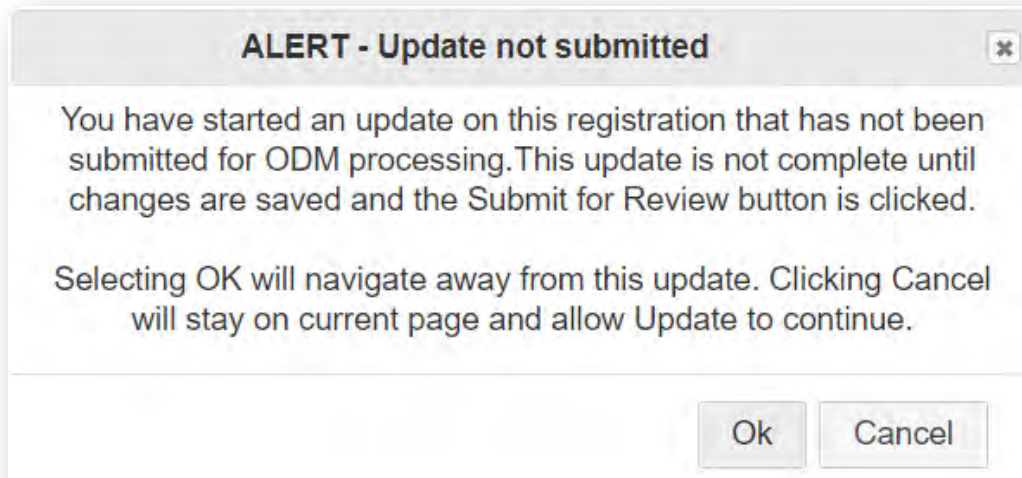 ALERT - Update not submitted
You have started an update on this registration that has not been
submitted for ODM processing.This update is not complete until
changes are saved and the Submit for Review button is clicked.
Selecting OK will navigate away from this update. Clicking Cancel
will stay on current page and allow Update to continue.
Ok
Cancel